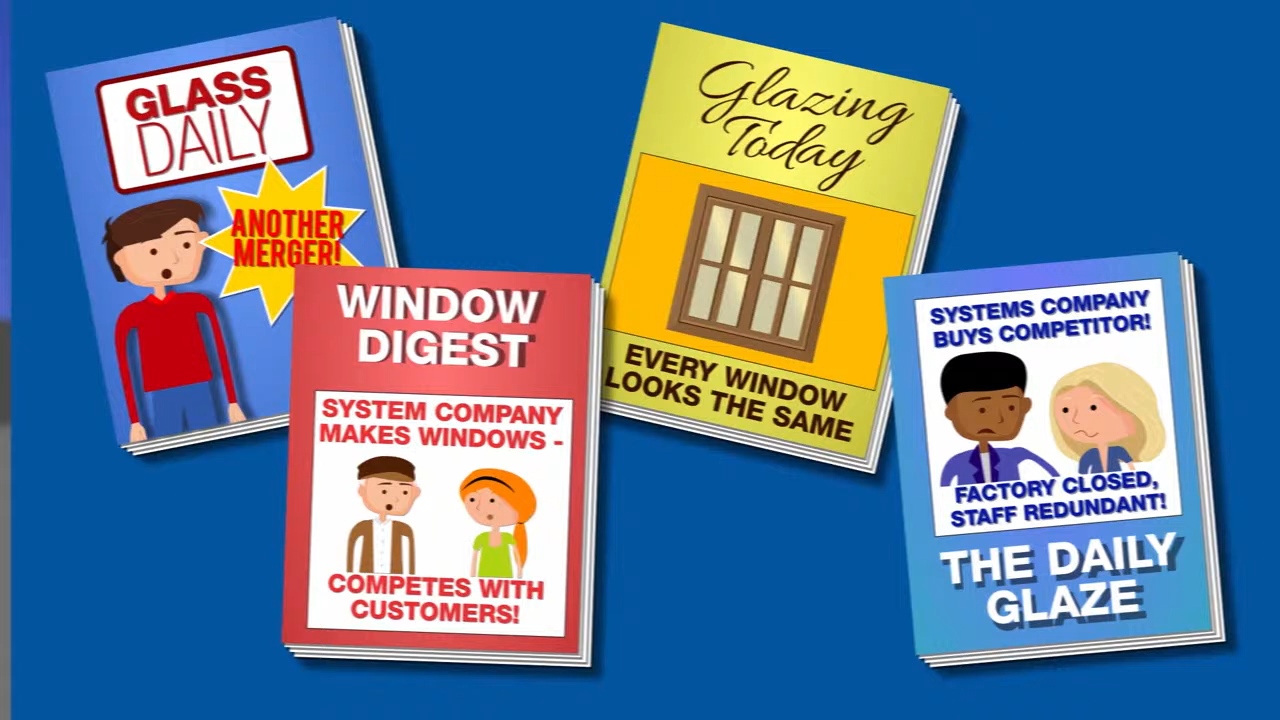 GLASS
DAILY
ANOTHER
MERGER!
WINDOW
DIGEST
SYSTEM COMPANY
MAKES WINDOWS -
COMPETES WITH
CUSTOMERS!
Glazing
Today
EVERY WINDOW
LOOKS THE SAME
SYSTEMS COMPANY
BUYS COMPETITOR!
FACTORY CLOSED,
STAFF REDUNDANT!
THE DAILY
GLAZE